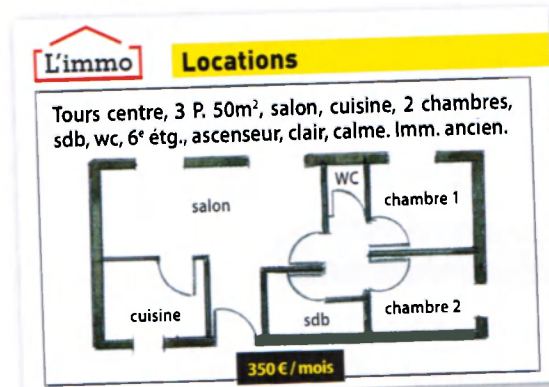 L'immo
Locations
Tours centre, 3 P. 50m², salon, cuisine, 2 chambres,
sdb, wc, 6ᵉ étg., ascenseur, clair, calme. Imm. ancien.
WC
salon
chambre 1
cuisine
sdb
chambre 2
350 € / mois